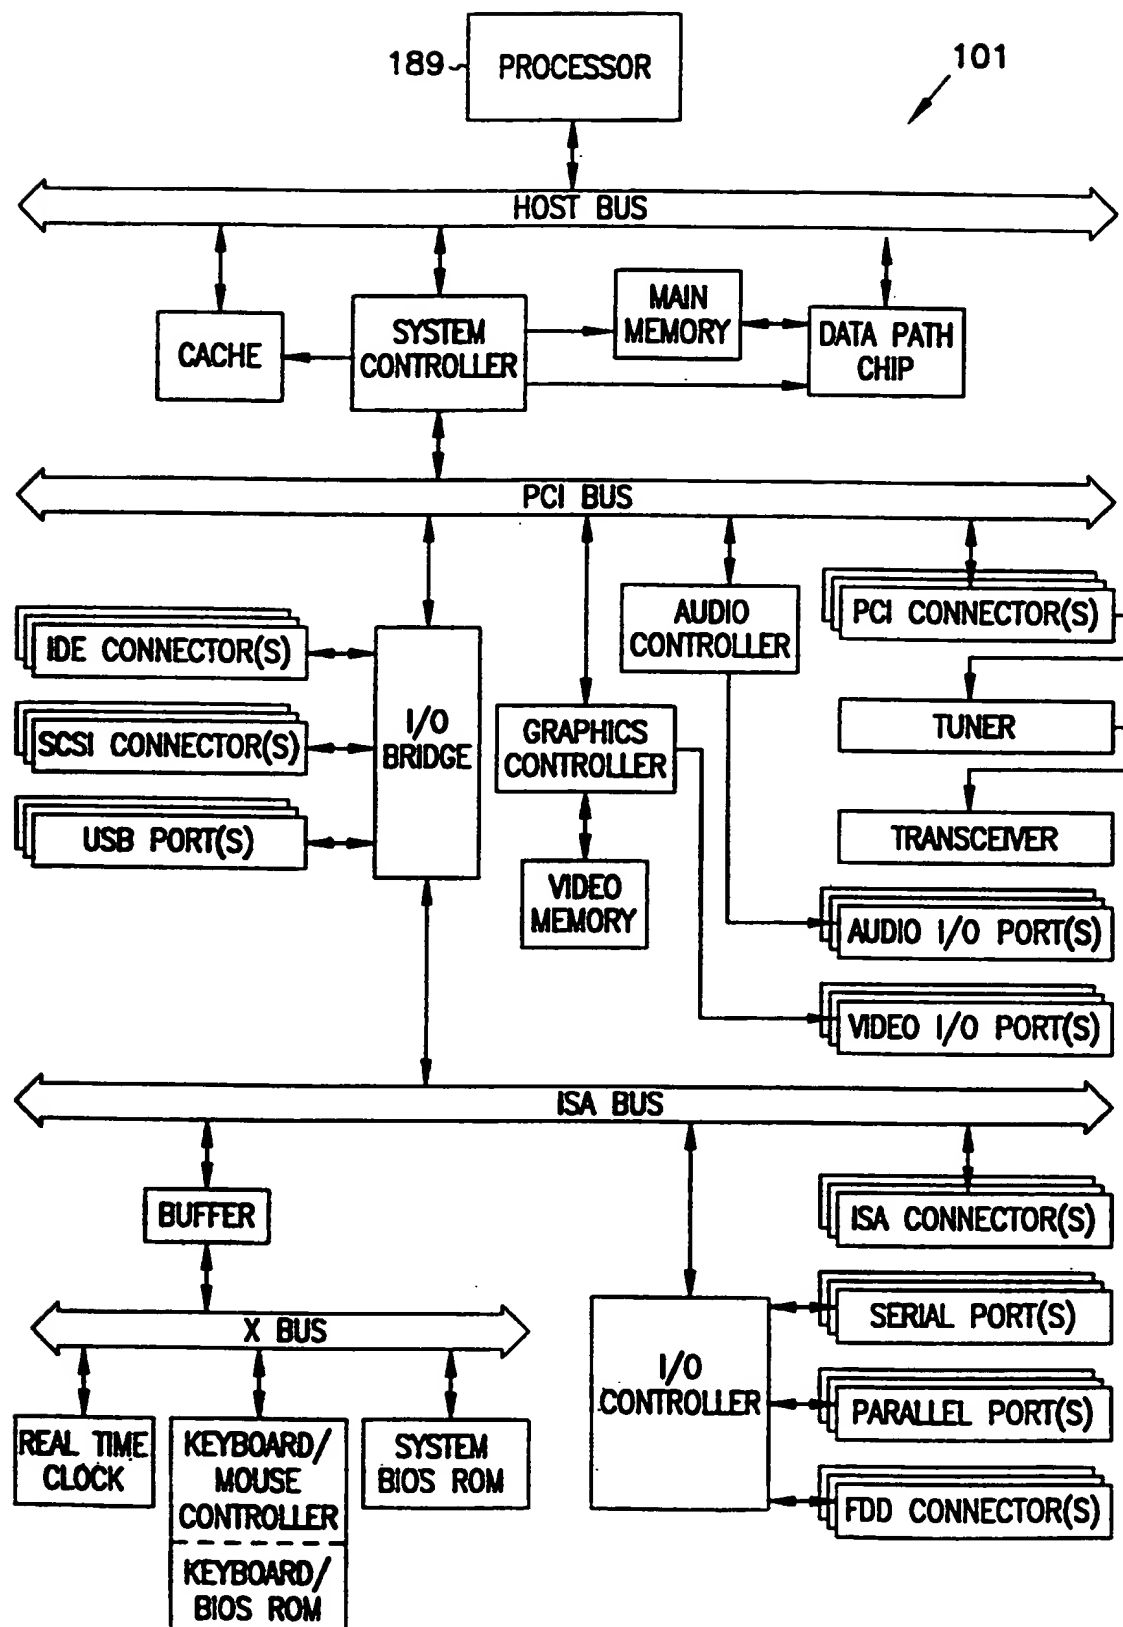 189
PROCESSOR
101
HOST BUS
CACHE
SYSTEM
CONTROLLER
MAIN
MEMORY
DATA PATH
CHIP
PCI BUS
IDE CONNECTOR(S)
SCSI CONNECTOR(S)
USB PORT(S)
I/O
BRIDGE
GRAPHICS
CONTROLLER
VIDEO
MEMORY
AUDIO
CONTROLLER
PCI CONNECTOR(S)
TUNER
TRANSCEIVER
AUDIO I/O PORT(S)
VIDEO I/O PORT(S)
ISA BUS
BUFFER
X BUS
REAL TIME
CLOCK
KEYBOARD/
MOUSE
CONTROLLER
KEYBOARD/
BIOS ROM
SYSTEM
BIOS ROM
I/O
CONTROLLER
ISA CONNECTOR(S)
SERIAL PORT(S)
PARALLEL PORT(S)
FDD CONNECTOR(S)